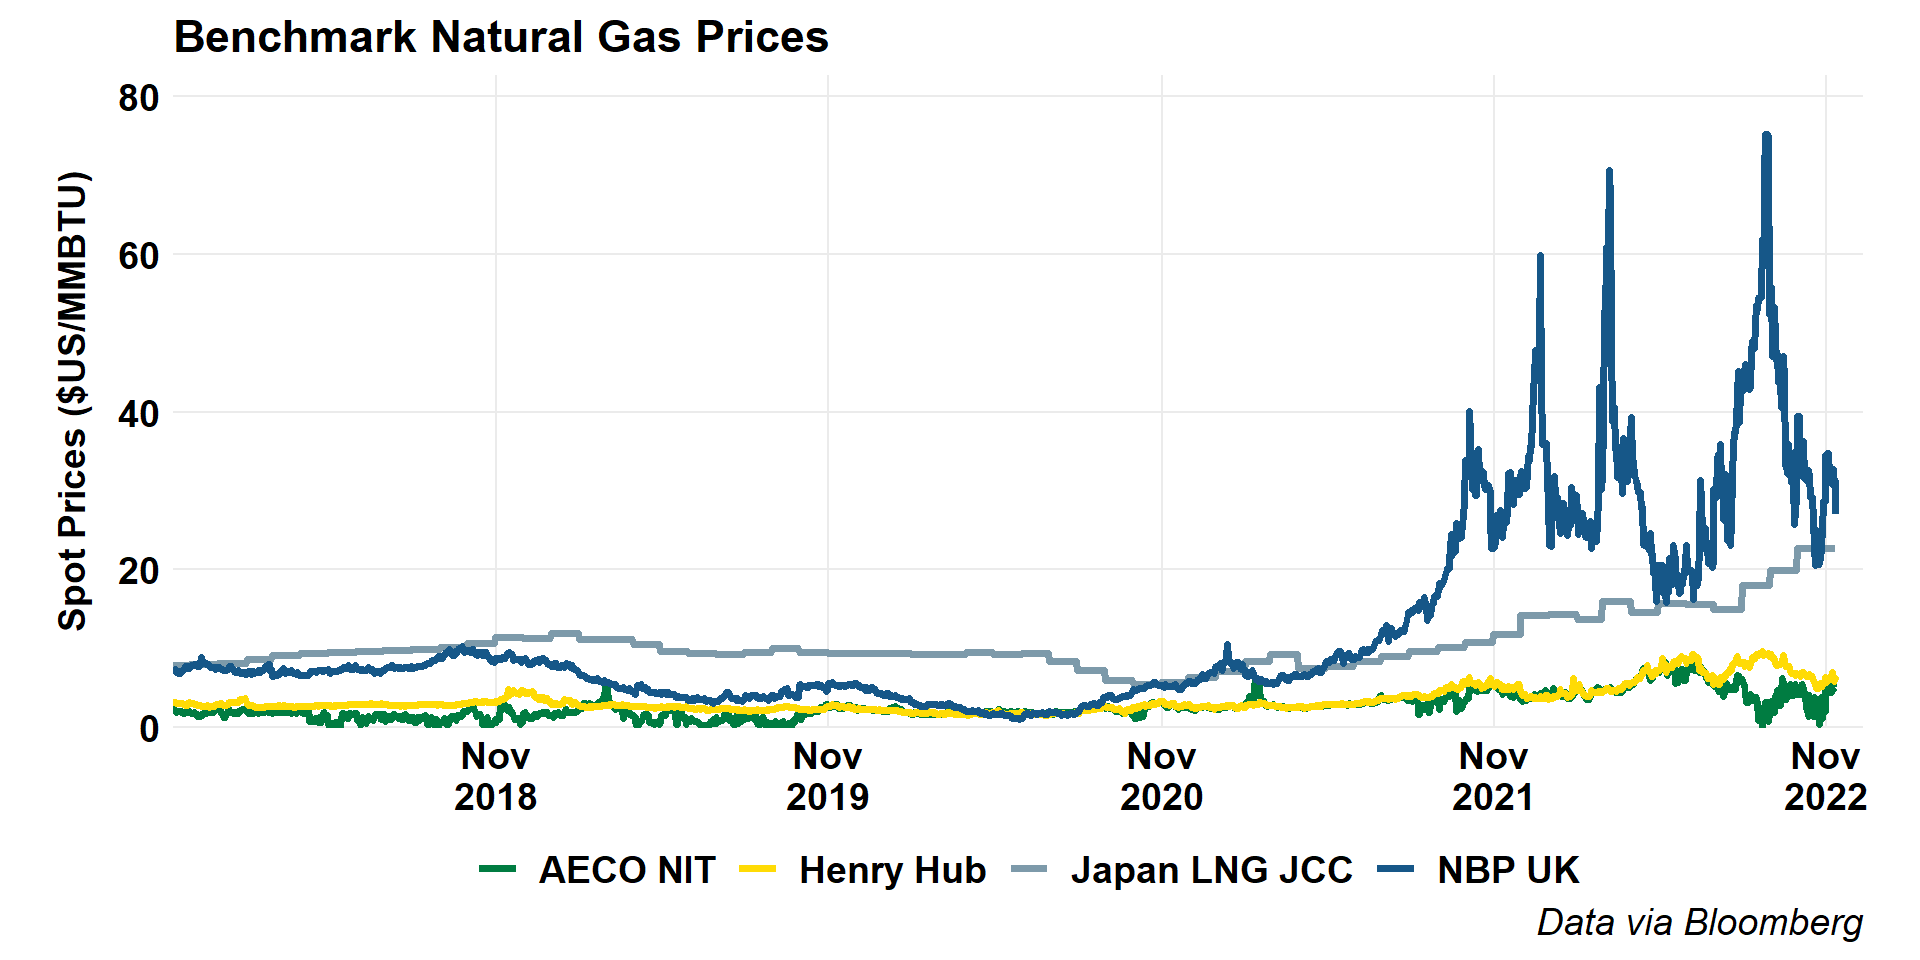 Benchmark Natural Gas Prices
Spot Prices ($US/MMBTU)
80
60
40
20
0
Nov 2018
Nov 2019
Nov 2020
Nov 2021
Nov 2022
AECO NIT Henry Hub Japan LNG JCC NBP UK
Data via Bloomberg